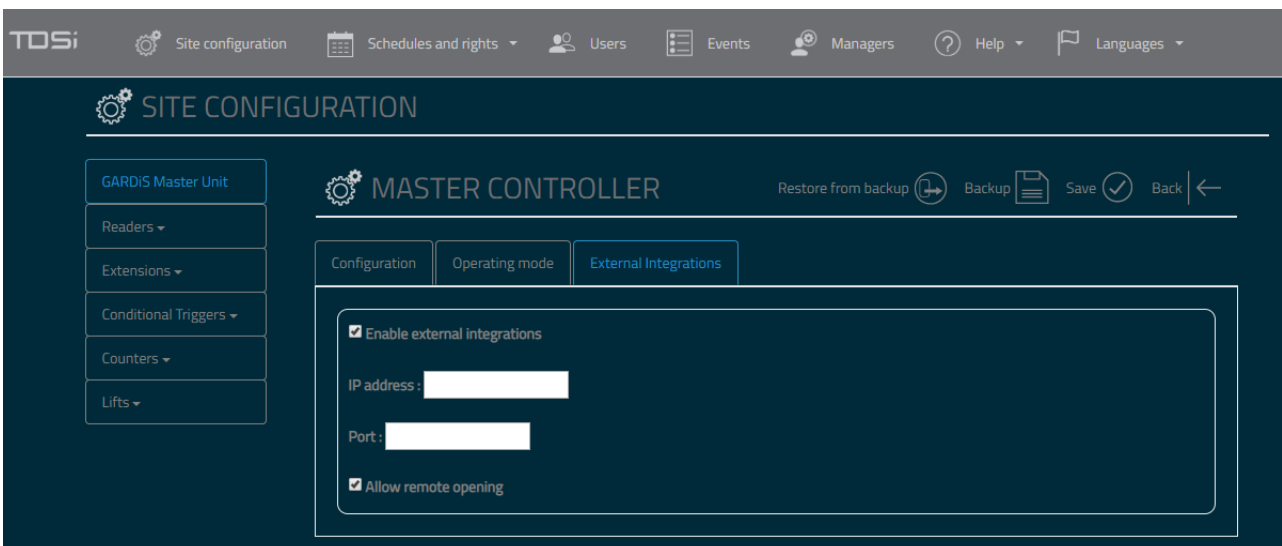 TDSi Site configuration Schedules and rights Users Events Managers Help Languages
SITE CONFIGURATION
GARDiS Master Unit
Readers
Extensions
Conditional Triggers
Counters
Lifts
MASTER CONTROLLER
Restore from backup Backup Save Back
Configuration Operating mode External Integrations
Enable external integrations
IP address :
Port :
Allow remote opening